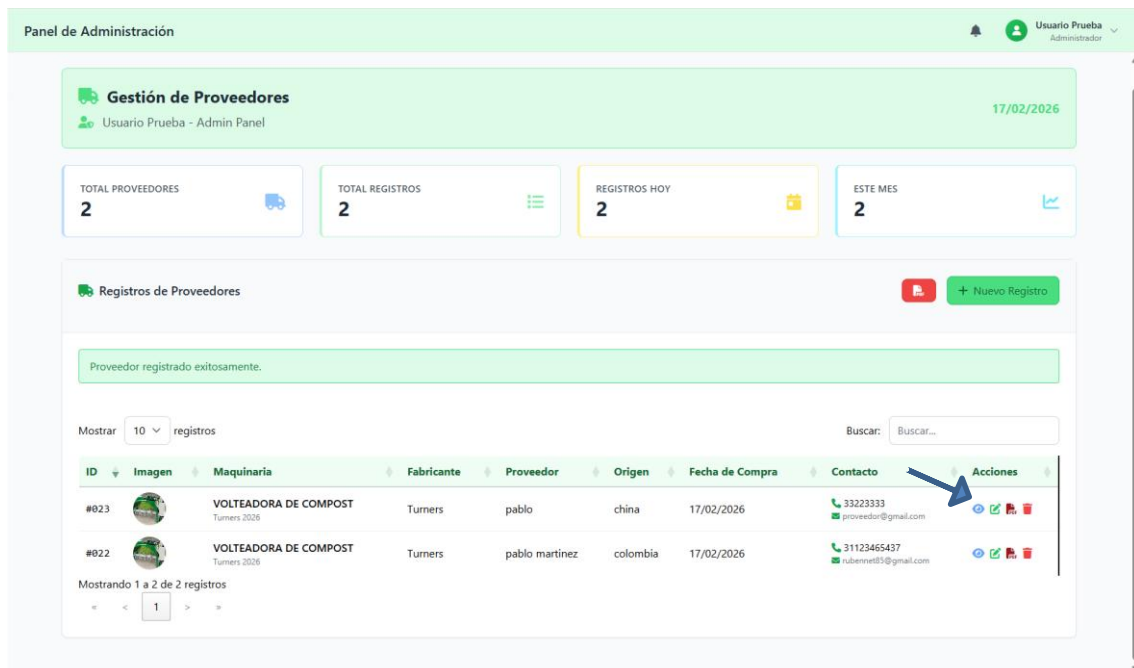 Panel de Administración
Usuario Prueba
Administrador
Gestión de Proveedores
Usuario Prueba - Admin Panel
17/02/2026
TOTAL PROVEEDORES
2
TOTAL REGISTROS
2
REGISTROS HOY
2
ESTE MES
2
Registros de Proveedores
+ Nuevo Registro
Proveedor registrado exitosamente.
Mostrar 10 registros
Buscar: Buscar...
ID Imagen Maquinaria Fabricante Proveedor Origen Fecha de Compra Contacto Acciones
#023 VOLTEADORA DE COMPOST Turners pablo china 17/02/2026 33223333
Turners 2026 proveedor@gmail.com
#022 VOLTEADORA DE COMPOST Turners pablo martinez colombia 17/02/2026 31123465437
Turners 2026 rubennet85@gmail.com
Mostrando 1 a 2 de 2 registros
« < 1 > »